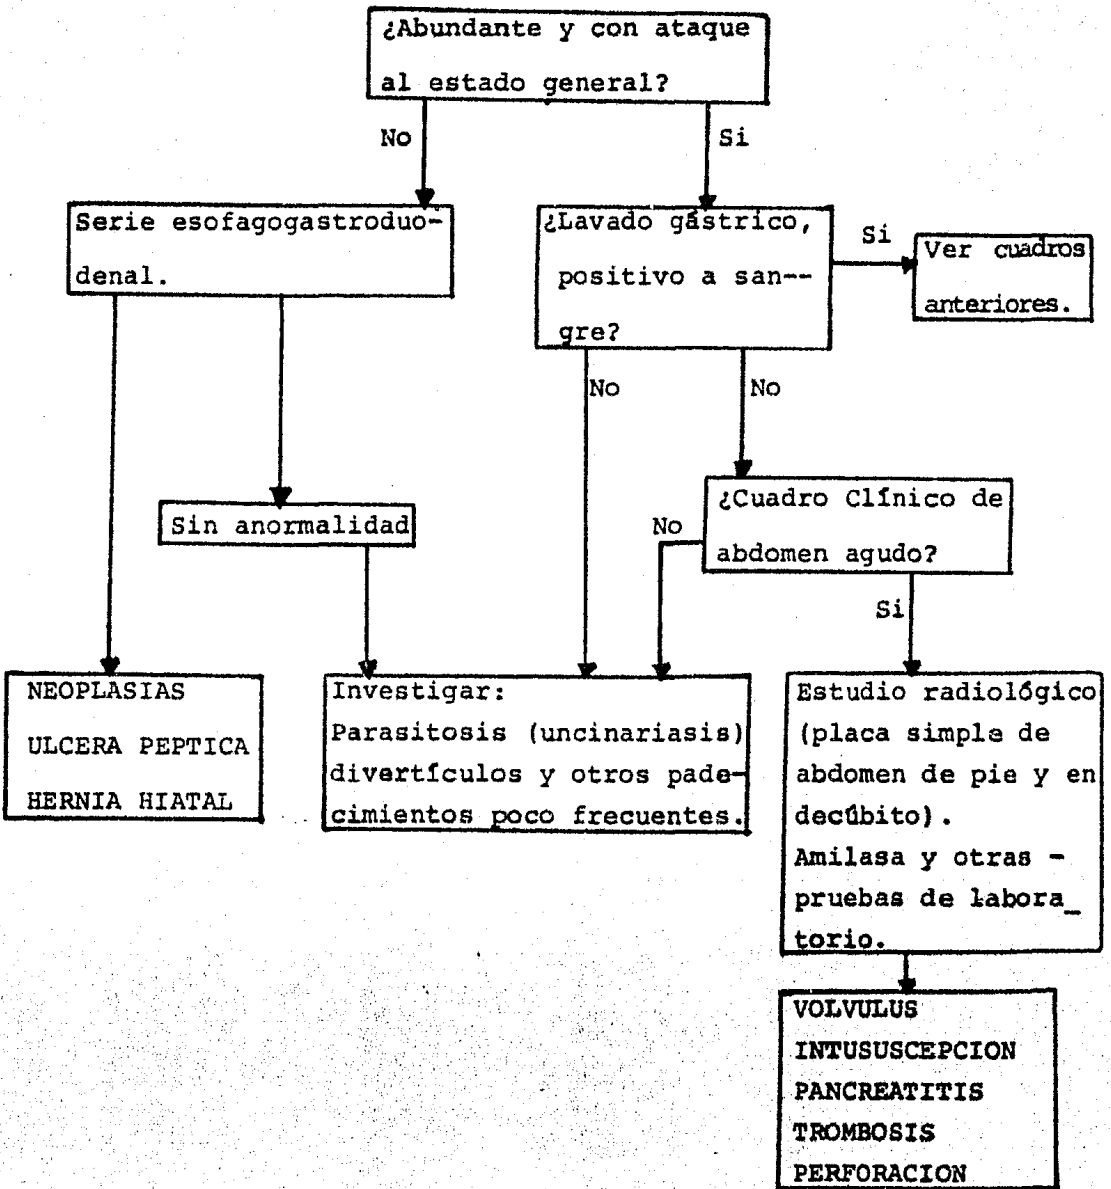 ¿Abundante y con ataque
al estado general?
No
Si
Serie esofagogastroduo-
denal.
¿Lavado gástrico,
positivo a san--
gre?
Si
Ver cuadros
anteriores.
No
No
Sin anormalidad
¿Cuadro Clínico de
abdomen agudo?
No
Si
NEOPLASIAS
ULCERA PEPTICA
HERNIA HIATAL
Investigar:
Parasitosis (uncinariasis)
divertículos y otros pade-
cimientos poco frecuentes.
Estudio radiológico
(placa simple de
abdomen de pie y en
decúbito).
Amilasa y otras -
pruebas de labora_
torio.
VOLVULUS
INTUSUSCEPCION
PANCREATITIS
TROMBOSIS
PERFORACION